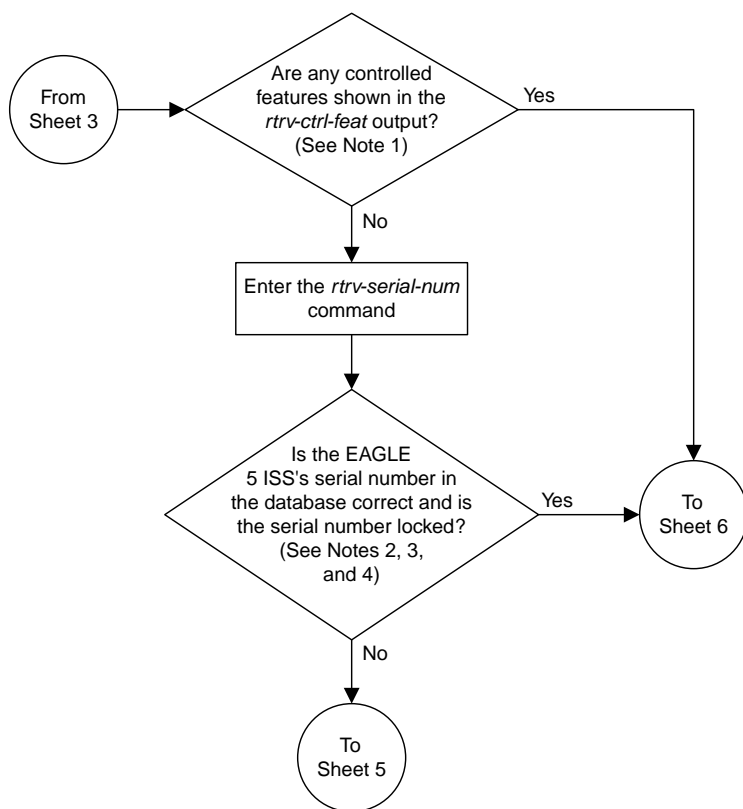 From
Sheet 3
Are any controlled
features shown in the
rtrv-ctrl-feat output?
(See Note 1)
Yes
No
Enter the rtrv-serial-num
command
Is the EAGLE
5 ISS's serial number in
the database correct and is
the serial number locked?
(See Notes 2, 3,
and 4)
Yes
To
Sheet 6
No
To
Sheet 5